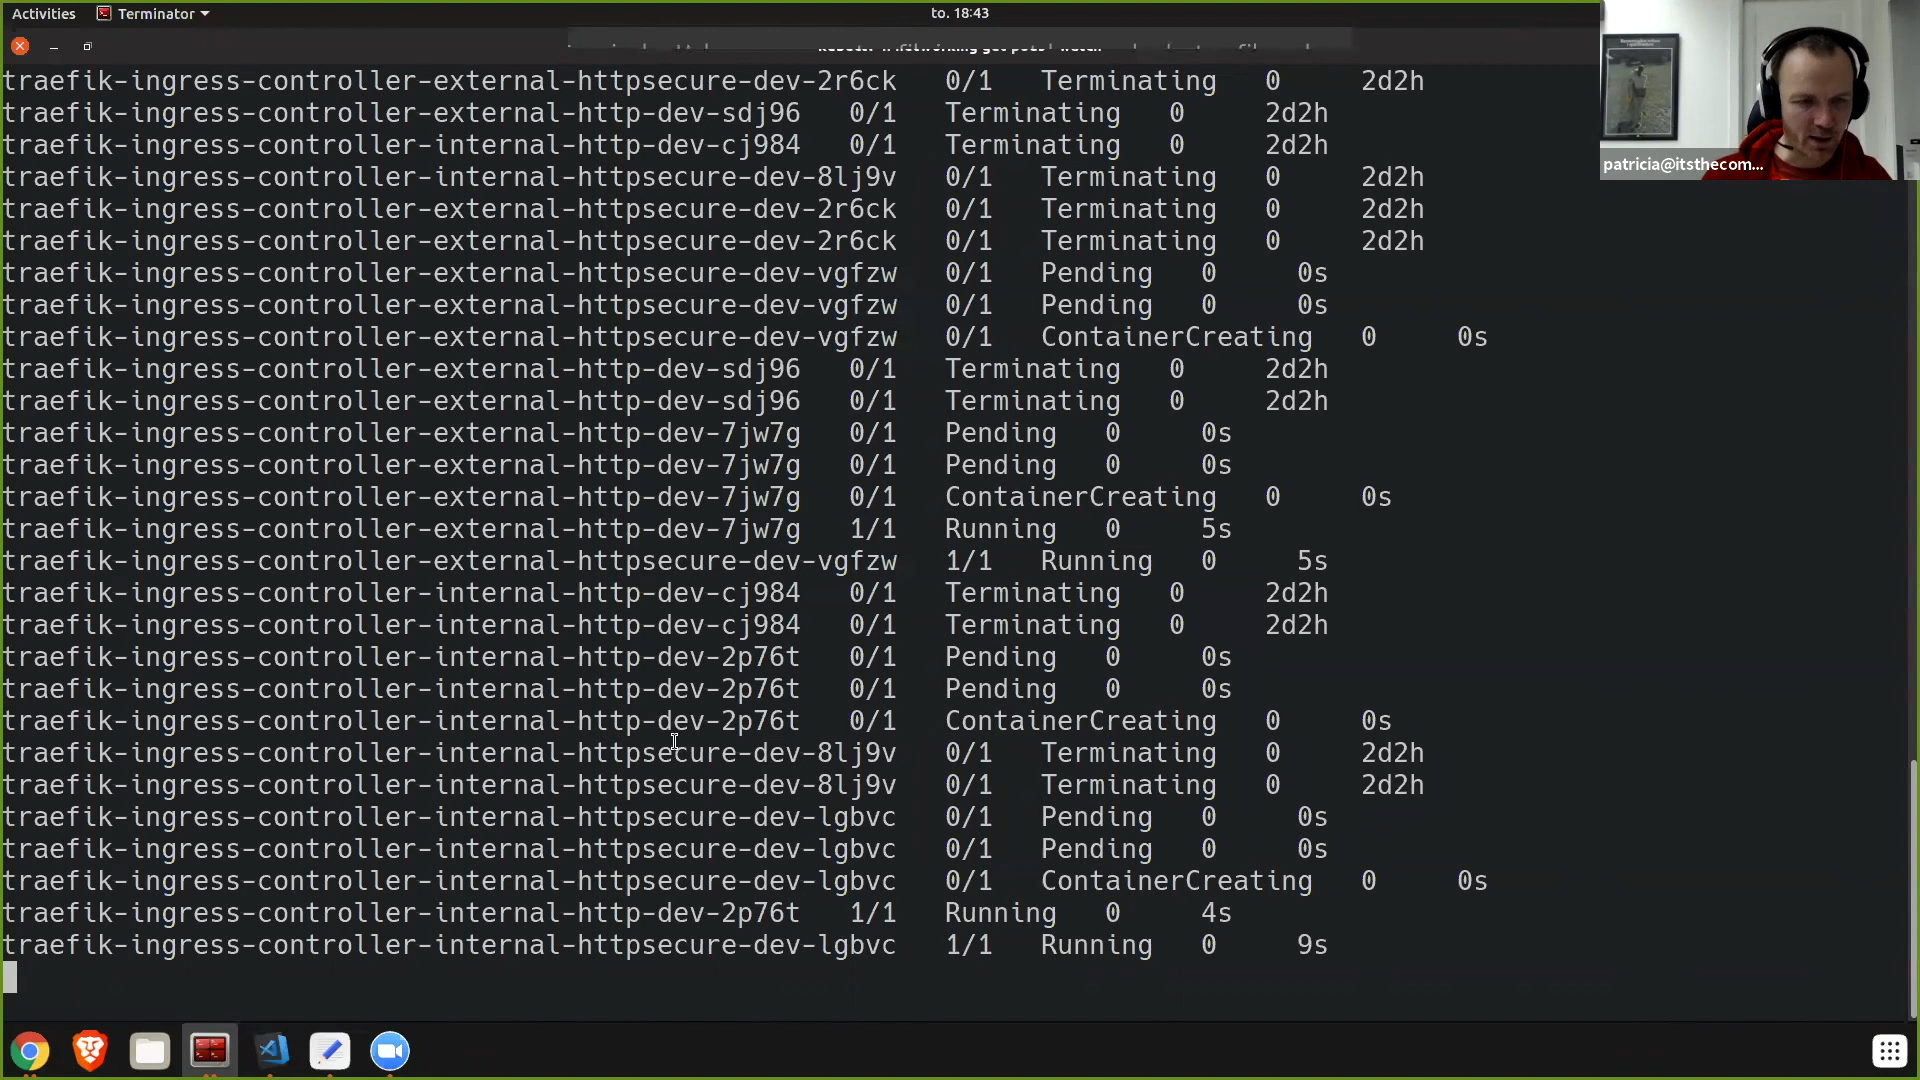 Activities Terminator to. 18:43
traefik-ingress-controller-external-httpsecure-dev-2r6ck 0/1 Terminating 0 2d2h
traefik-ingress-controller-external-http-dev-sdj96 0/1 Terminating 0 2d2h
traefik-ingress-controller-internal-http-dev-cj984 0/1 Terminating 0 2d2h
patricia@itsthecom...
traefik-ingress-controller-internal-httpsecure-dev-8lj9v 0/1 Terminating 0 2d2h
traefik-ingress-controller-external-httpsecure-dev-2r6ck 0/1 Terminating 0 2d2h
traefik-ingress-controller-external-httpsecure-dev-2r6ck 0/1 Terminating 0 2d2h
traefik-ingress-controller-external-httpsecure-dev-vgfzw 0/1 Pending 0 0s
traefik-ingress-controller-external-httpsecure-dev-vgfzw 0/1 Pending 0 0s
traefik-ingress-controller-external-httpsecure-dev-vgfzw 0/1 ContainerCreating 0 0s
traefik-ingress-controller-external-http-dev-sdj96 0/1 Terminating 0 2d2h
traefik-ingress-controller-external-http-dev-sdj96 0/1 Terminating 0 2d2h
traefik-ingress-controller-external-http-dev-7jw7g 0/1 Pending 0 0s
traefik-ingress-controller-external-http-dev-7jw7g 0/1 Pending 0 0s
traefik-ingress-controller-external-http-dev-7jw7g 0/1 ContainerCreating 0 0s
traefik-ingress-controller-external-http-dev-7jw7g 1/1 Running 0 5s
traefik-ingress-controller-external-httpsecure-dev-vgfzw 1/1 Running 0 5s
traefik-ingress-controller-internal-http-dev-cj984 0/1 Terminating 0 2d2h
traefik-ingress-controller-internal-http-dev-cj984 0/1 Terminating 0 2d2h
traefik-ingress-controller-internal-http-dev-2p76t 0/1 Pending 0 0s
traefik-ingress-controller-internal-http-dev-2p76t 0/1 Pending 0 0s
traefik-ingress-controller-internal-http-dev-2p76t 0/1 ContainerCreating 0 0s
traefik-ingress-controller-internal-httpsecure-dev-8lj9v 0/1 Terminating 0 2d2h
traefik-ingress-controller-internal-httpsecure-dev-8lj9v 0/1 Terminating 0 2d2h
traefik-ingress-controller-internal-httpsecure-dev-lgbvc 0/1 Pending 0 0s
traefik-ingress-controller-internal-httpsecure-dev-lgbvc 0/1 Pending 0 0s
traefik-ingress-controller-internal-httpsecure-dev-lgbvc 0/1 ContainerCreating 0 0s
traefik-ingress-controller-internal-http-dev-2p76t 1/1 Running 0 4s
traefik-ingress-controller-internal-httpsecure-dev-lgbvc 1/1 Running 0 9s